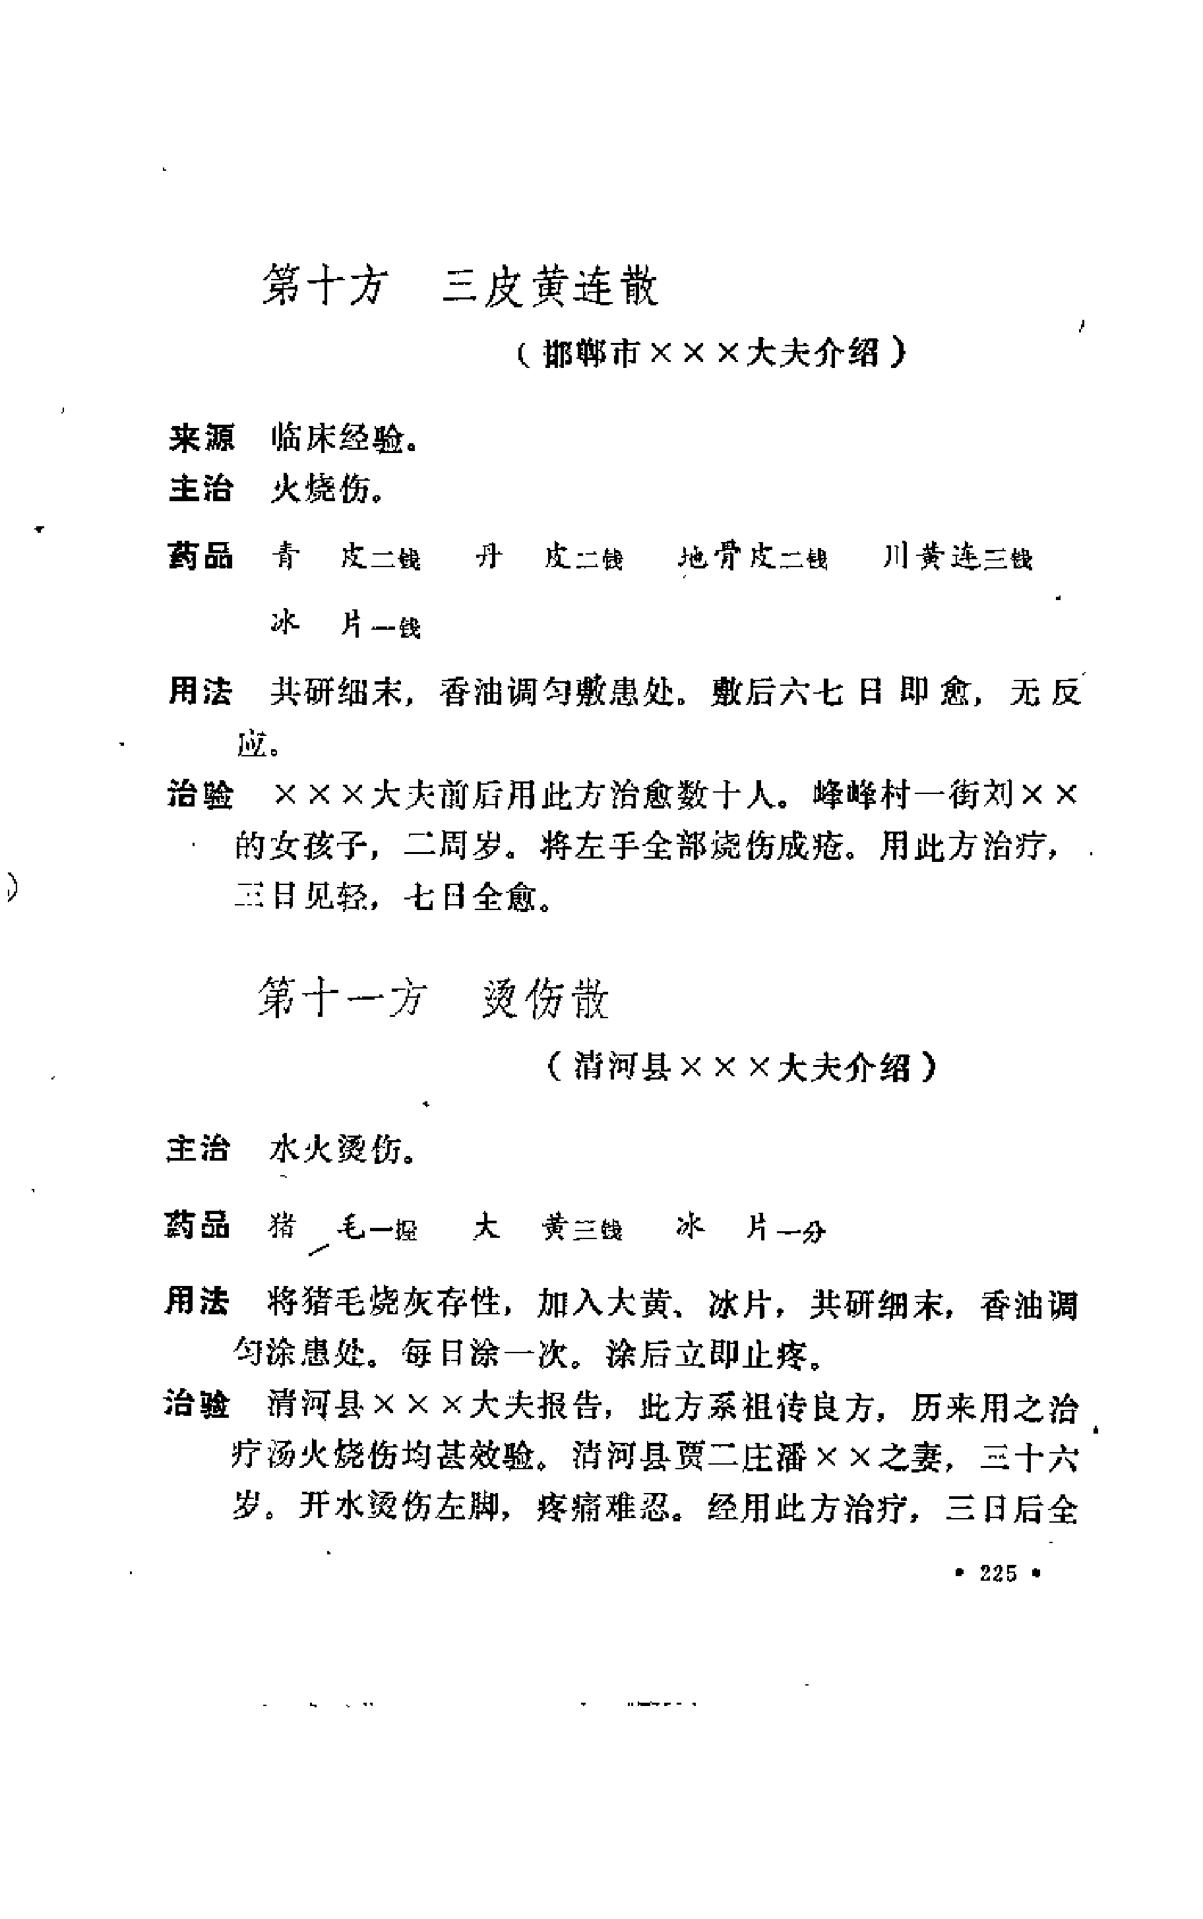 第十方　三皮黄连散
（邯郸市×××大夫介绍）
来源　临床经验。
主治　火烧伤。
药品　青　皮二钱　丹　皮二钱　地骨皮二钱　川黄连三钱
冰　片一钱
用法　共研细末，香油调匀敷患处。敷后六七日即愈，无反
应。
治验　×××大夫前后用此方治愈数十人。峰峰村一街刘××
的女孩子，二周岁。将左手全部烧伤成疮。用此方治疗，
三日见轻，七日全愈。
第十一方　烫伤散
（清河县×××大夫介绍）
主治　水火烫伤。
药品　猪　毛一握　大　黄三钱　冰　片一分
用法　将猪毛烧灰存性，加入大黄、冰片，共研细末，香油调
匀涂患处。每日涂一次。涂后立即止疼。
治验　清河县×××大夫报告，此方系祖传良方，历来用之治
疗汤火烧伤均甚效验。清河县贾二庄潘××之妻，三十六
岁。开水烫伤左脚，疼痛难忍。经用此方治疗，三日后全
• 225 •